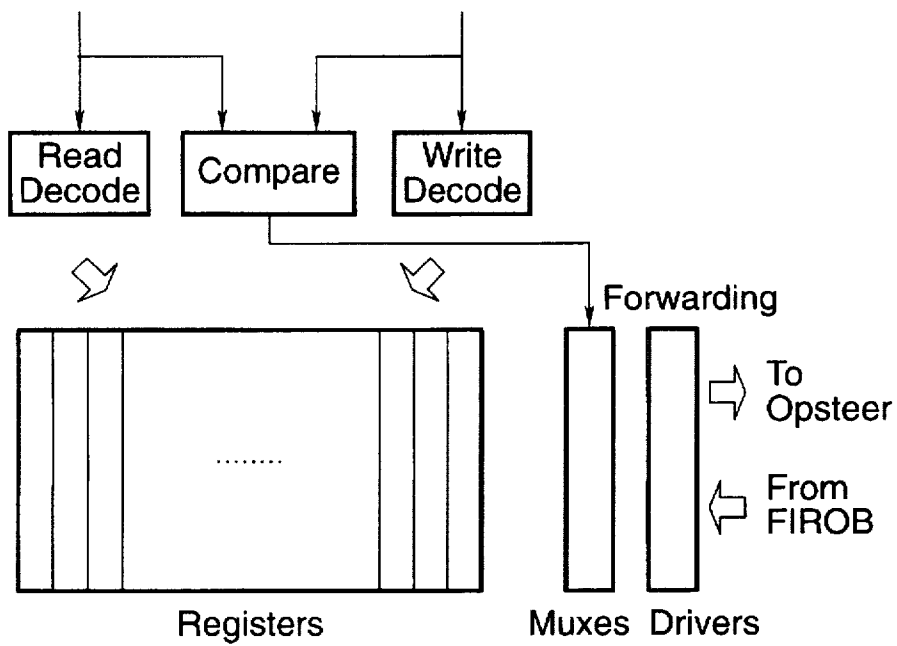 Read
Decode
Compare
Write
Decode
Forwarding
To
Opsteer
........
From
FIROB
Registers
Muxes
Drivers